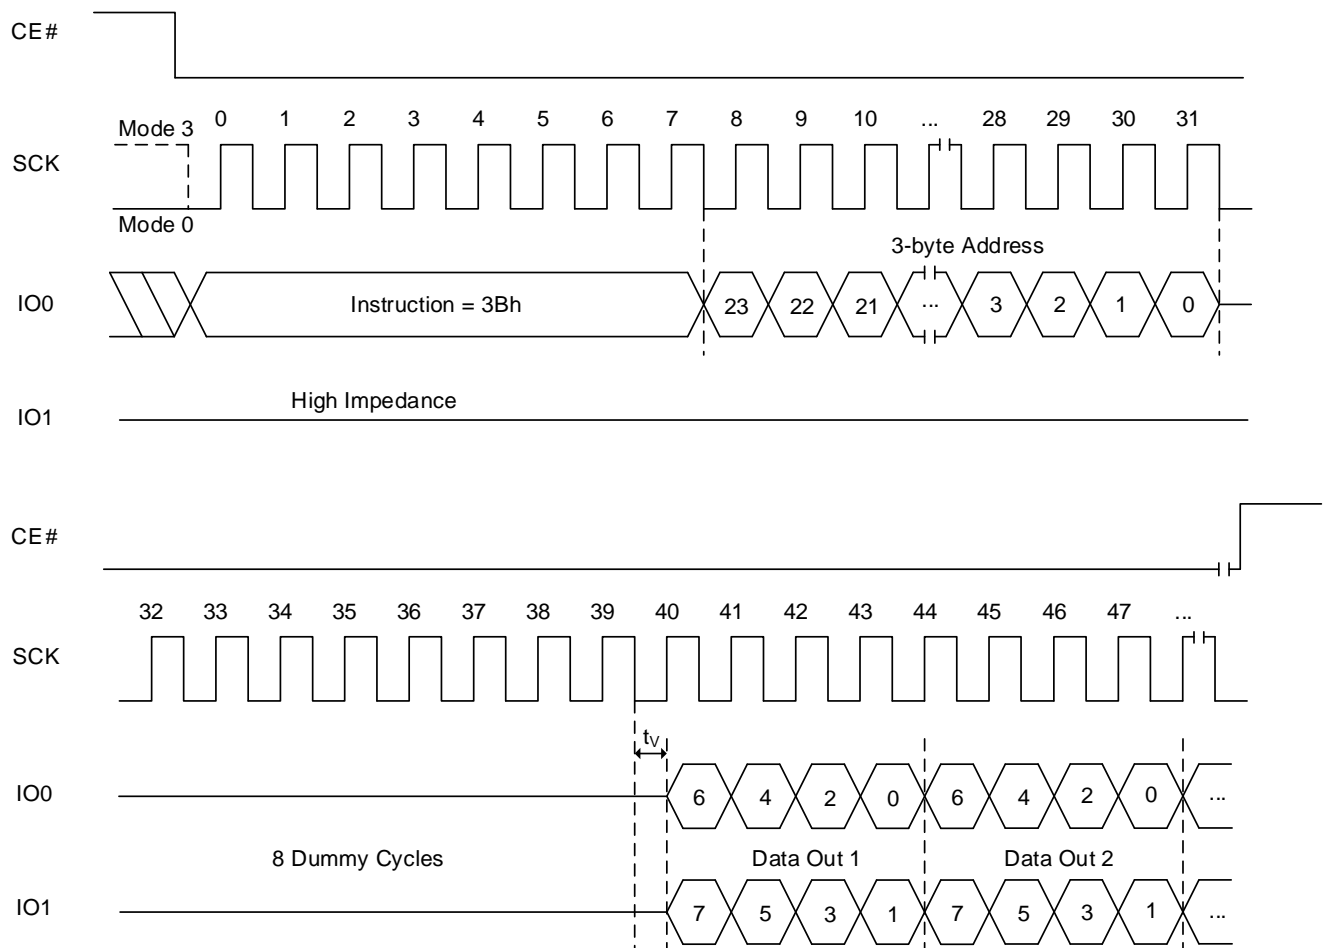 CE#
Mode 3 0 1 2 3 4 5 6 7 8 9 10 ... 28 29 30 31
SCK
Mode 0
3-byte Address
IO0 Instruction = 3Bh 23 22 21 ... 3 2 1 0
High Impedance
IO1
CE#
32 33 34 35 36 37 38 39 40 41 42 43 44 45 46 47 ...
SCK
tV
IO0 6 4 2 0 6 4 2 0 ...
8 Dummy Cycles Data Out 1 Data Out 2
IO1 7 5 3 1 7 5 3 1 ...